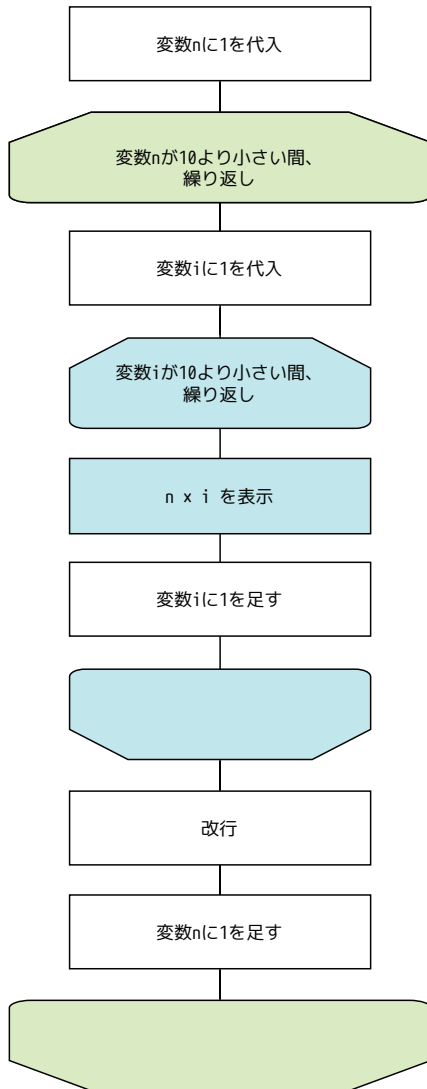 変数nに1を代入
変数nが10より小さい間、
繰り返し
変数iに1を代入
変数iが10より小さい間、
繰り返し
n × i を表示
変数iに1を足す
改行
変数nに1を足す